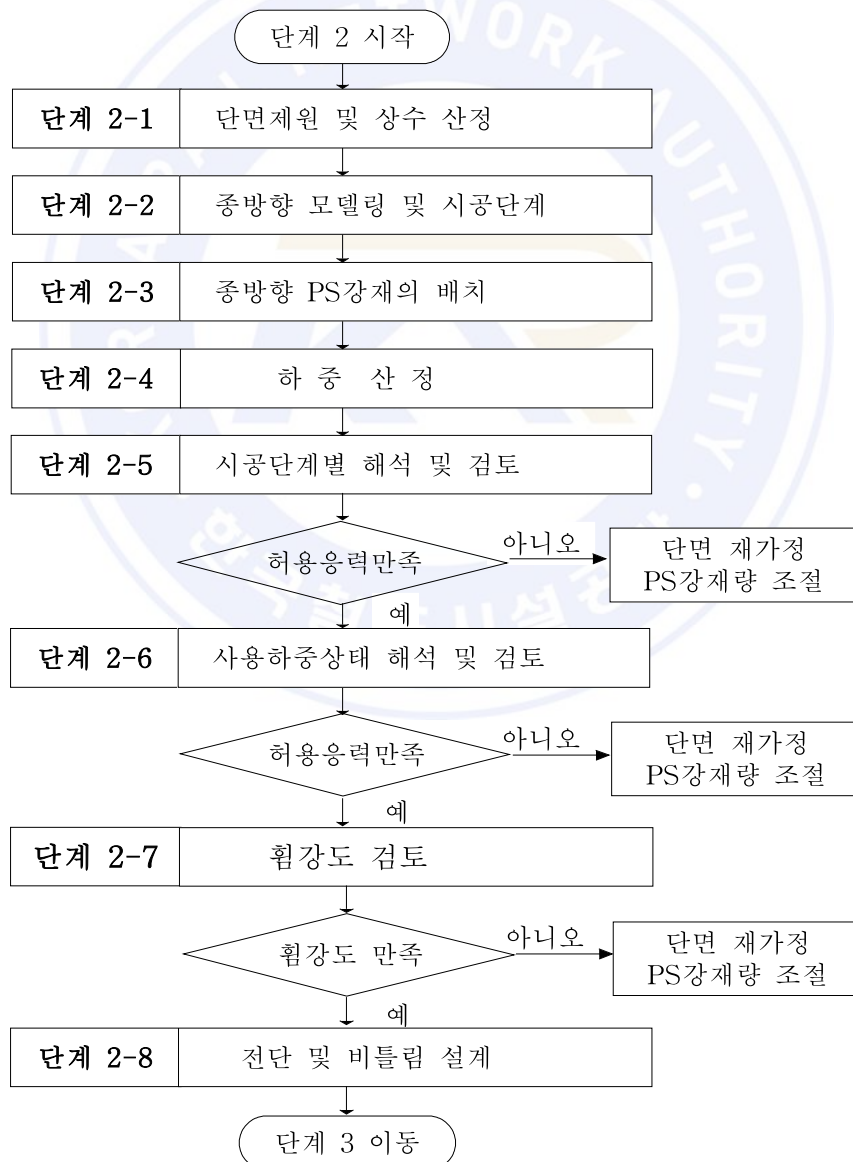 단계 2 시작
단계 2-1 단면제원 및 상수 산정
단계 2-2 종방향 모델링 및 시공단계
단계 2-3 종방향 PS강재의 배치
단계 2-4 하 중 산 정
단계 2-5 시공단계별 해석 및 검토
허용응력만족 아니오 단면 재가정
PS강재량 조절
예
단계 2-6 사용하중상태 해석 및 검토
허용응력만족 아니오 단면 재가정
PS강재량 조절
예
단계 2-7 휨강도 검토
휨강도 만족 아니오 단면 재가정
PS강재량 조절
예
단계 2-8 전단 및 비틀림 설계
단계 3 이동
NETWORK AUTHORITY